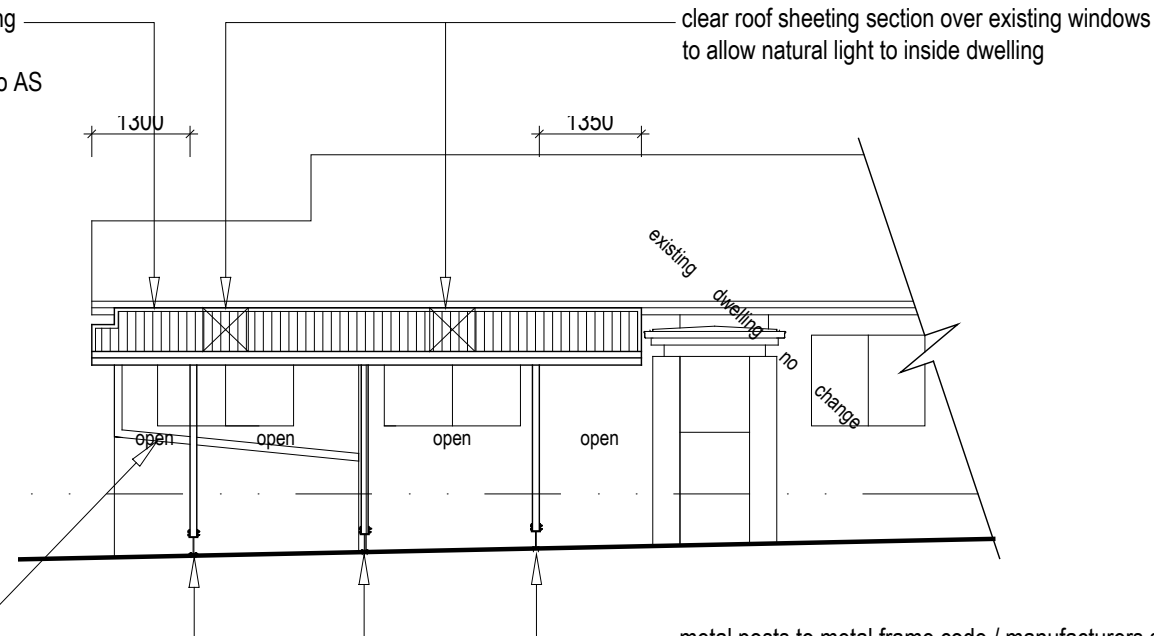 ng
clear roof sheeting section over existing windows
to allow natural light to inside dwelling
o AS
1300
1350
existing
dwelling
no
change
open
open
open
open
metal posts to metal frame code / manufacturers